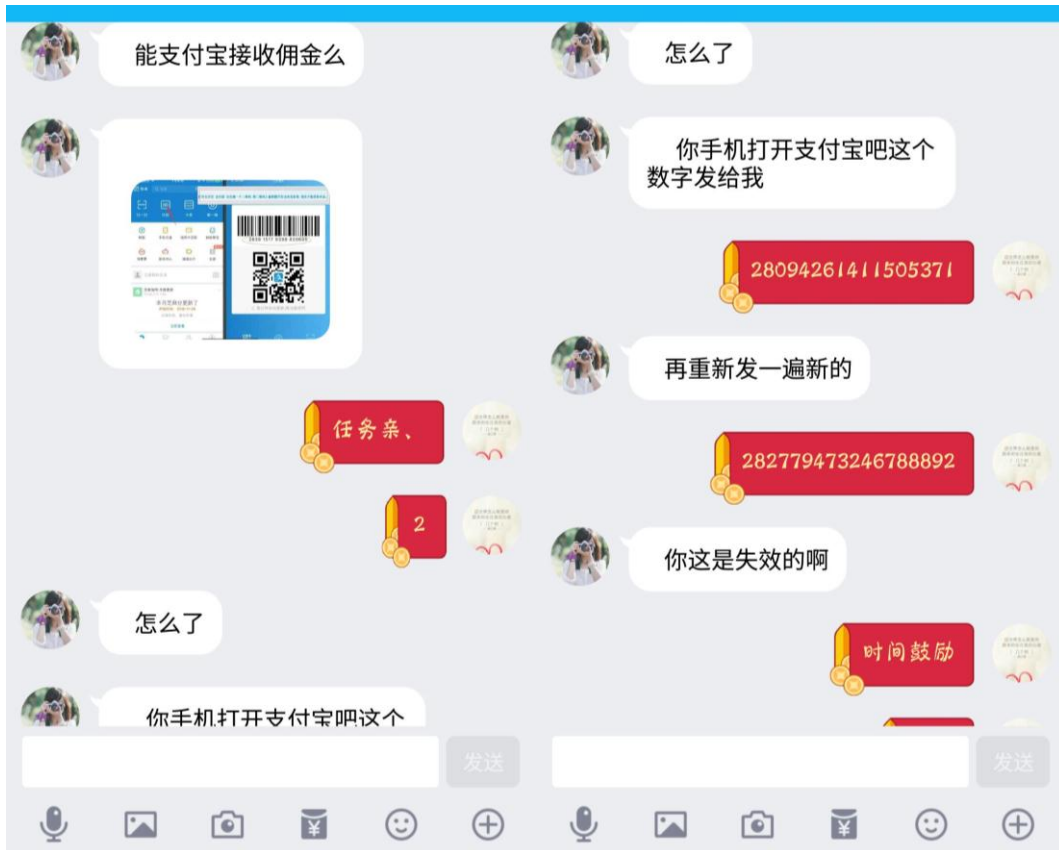 能支付宝接收佣金么
任务亲、
2
怎么了
你手机打开支付宝吧这个
发送
怎么了
你手机打开支付宝吧这个
数字发给我
28094261411505371
再重新发一遍新的
282779473246788892
你这是失效的啊
时间鼓励
发送